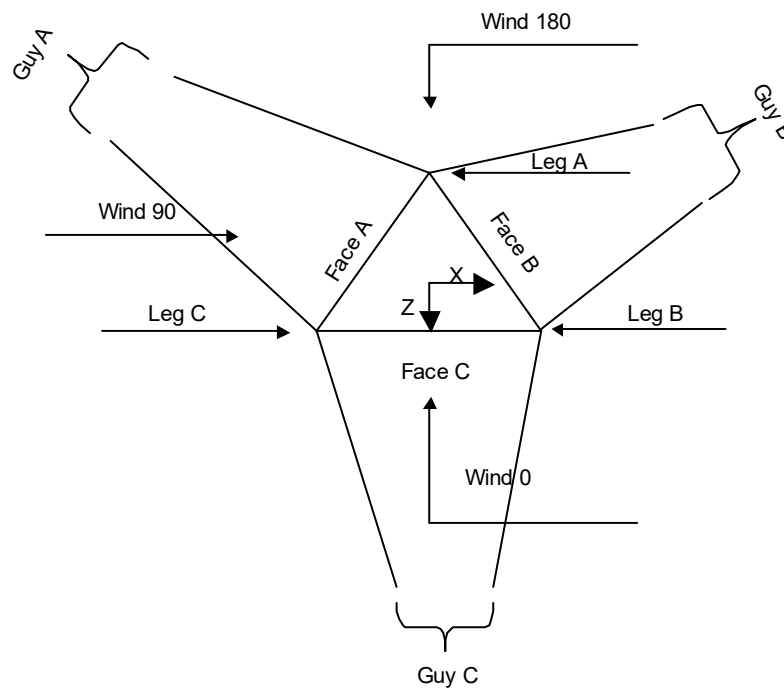 Wind 180
Guy A
Guy
Leg A
Wind 90
Face A
Face B
X
Z
Leg C
Leg B
Face C
Wind 0
Guy C